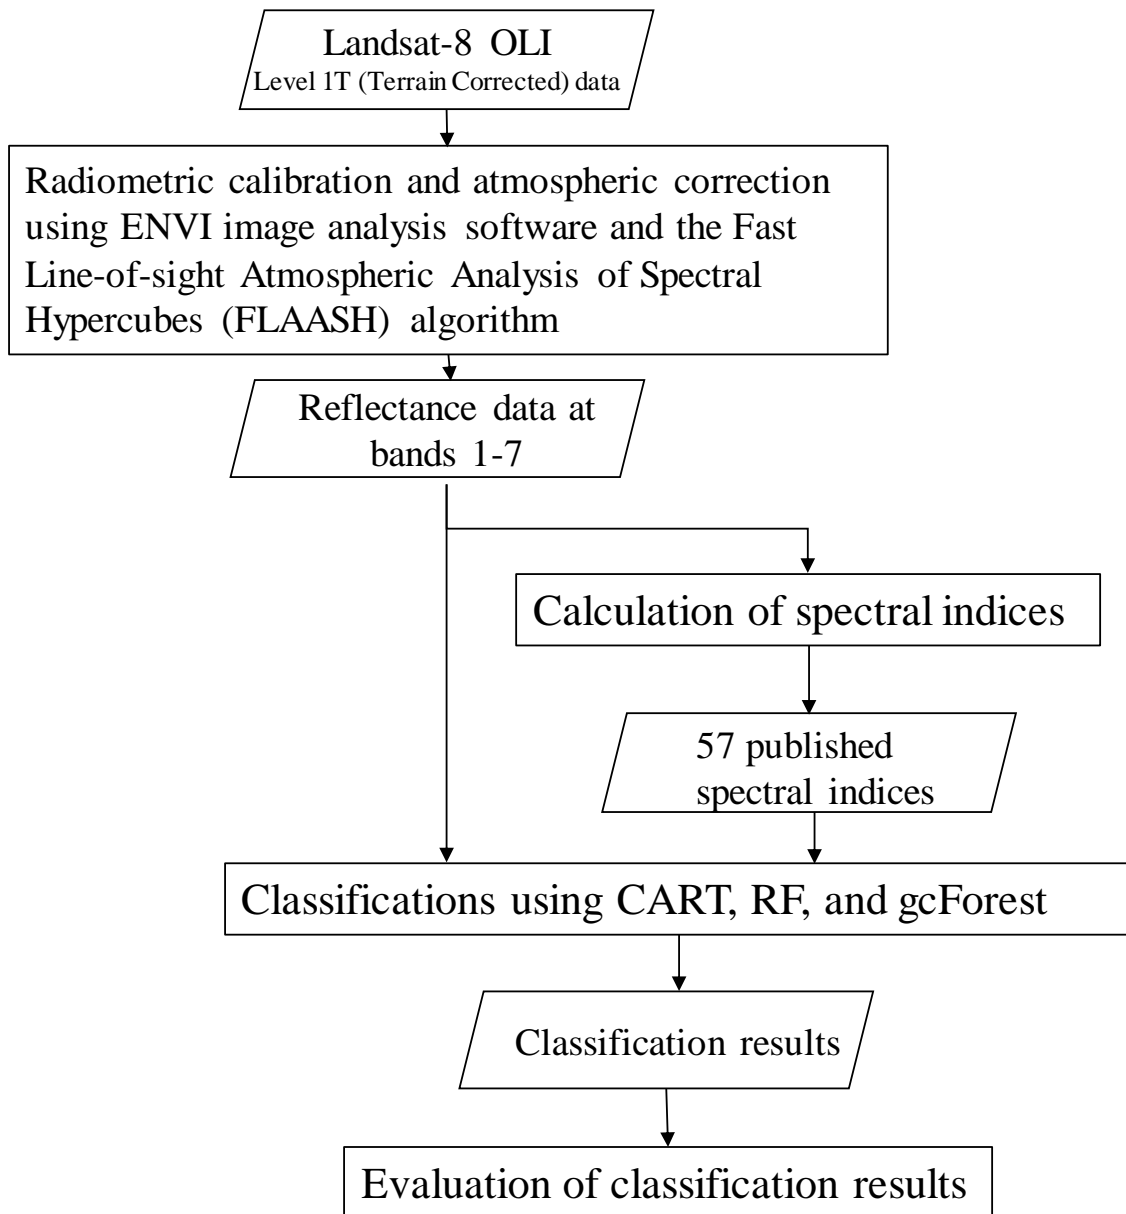 Landsat-8 OLI
Level 1T (Terrain Corrected) data
Radiometric calibration and atmospheric correction
using ENVI image analysis software and the Fast
Line-of-sight Atmospheric Analysis of Spectral
Hypercubes (FLAASH) algorithm
Reflectance data at
bands 1-7
Calculation of spectral indices
57 published
spectral indices
Classifications using CART, RF, and gcForest
Classification results
Evaluation of classification results